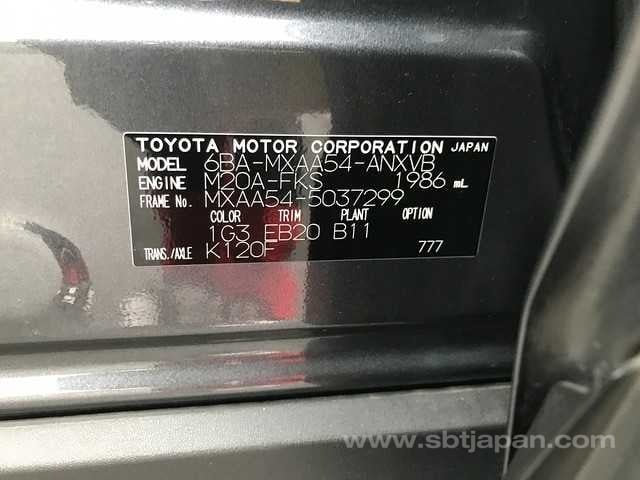 TOYOTA MOTOR CORPORATION JAPAN
MODEL 6BA-MXAA54-ANXVB
ENGINE M20A-FKS 1986 mL
FRAME No. MXAA54-5037299
COLOR TRIM PLANT OPTION
1G3 EB20 B11
TRANS./AXLE K120F 777
www.sbtjapan.com